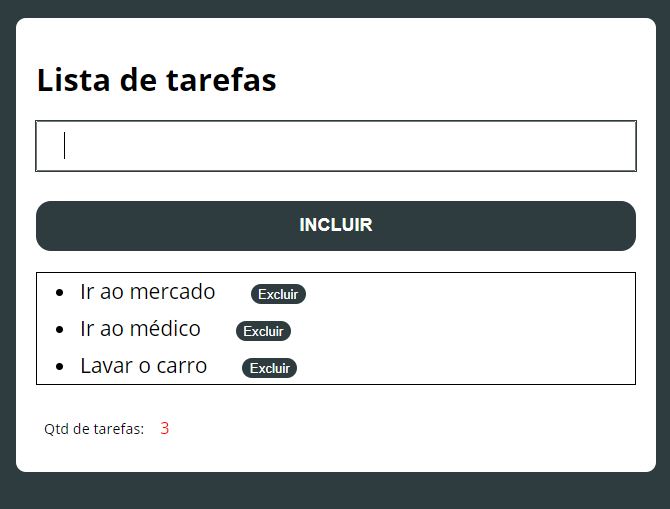 Lista de tarefas
INCLUIR
Ir ao mercado Excluir
Ir ao médico Excluir
Lavar o carro Excluir
Qtd de tarefas: 3